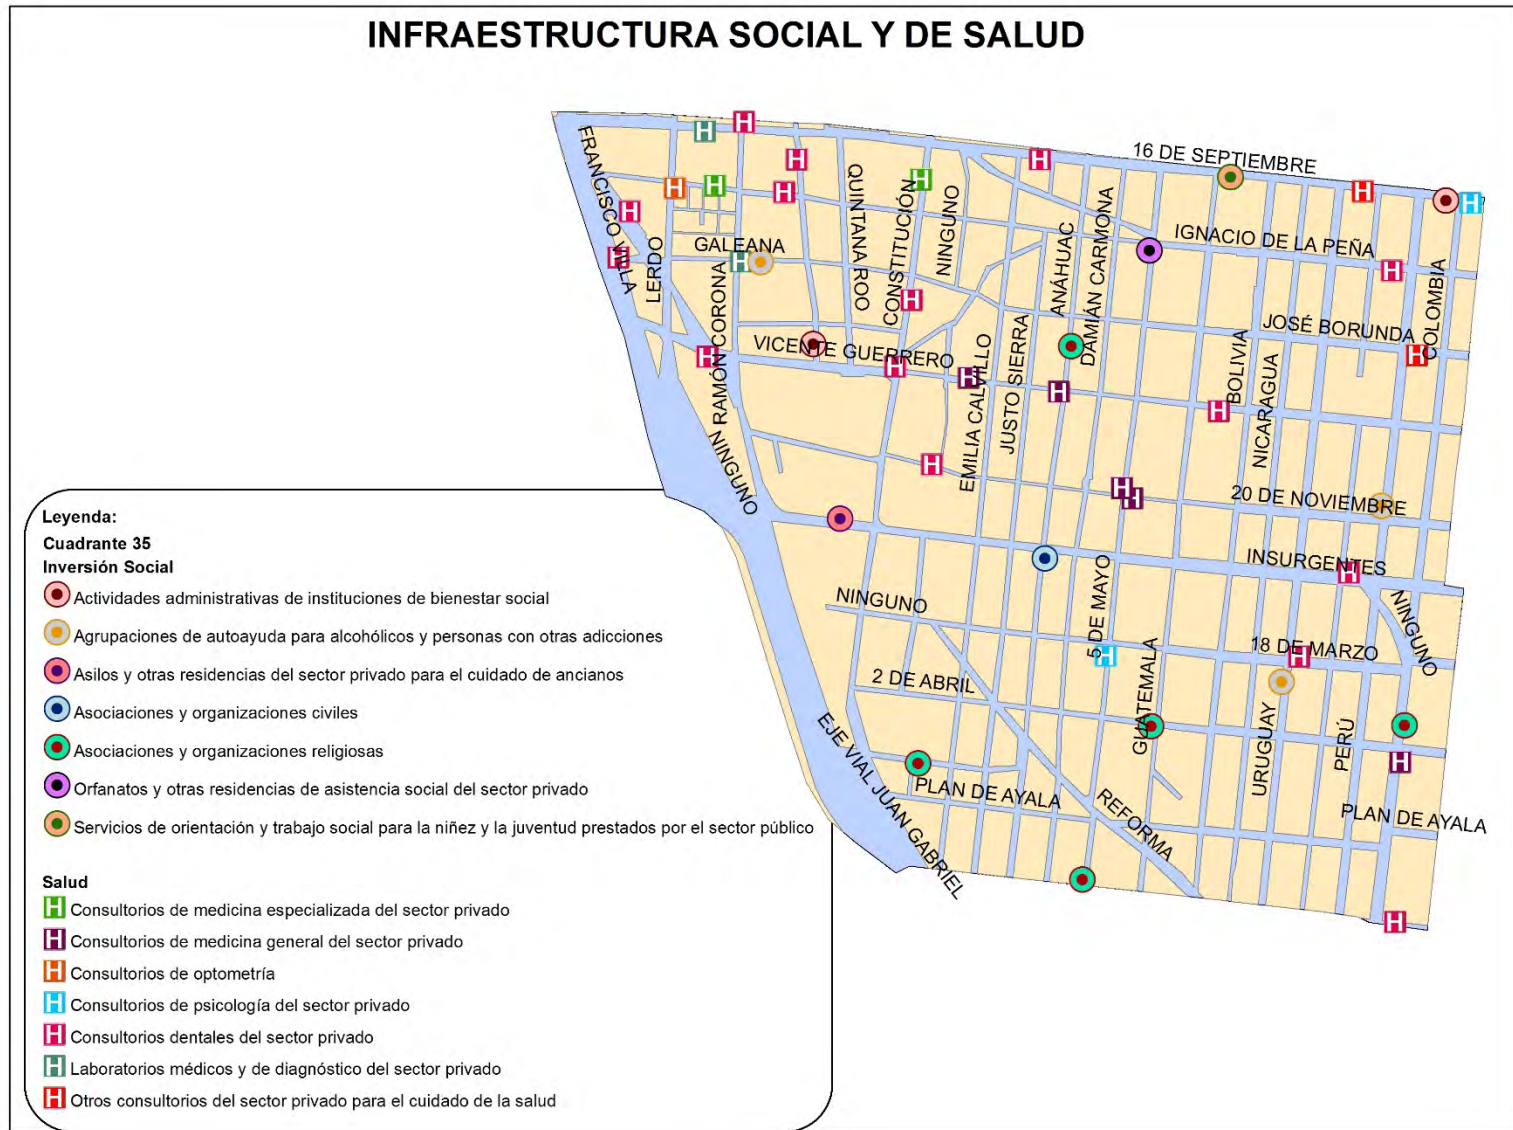 INFRAESTRUCTURA SOCIAL Y DE SALUD
16 DE SEPTIEMBRE
FRANCISCO VILLA
QUINTANA ROO
CONSTITUCIÓN
NINGUNO
ANÁHUAC
DAMIÁN CARMONA
IGNACIO DE LA PEÑA
GALEANA
LERDO
RAMÓN CORONA
COLOMBIA
JOSÉ BORUNDA
VICENTE GUERRERO
EMILIA CALVILLO
JUSTO SIERRA
BOLIVIA
NICARAGUA
NINGUNO
20 DE NOVIEMBRE
INSURGENTES
NINGUNO
5 DE MAYO
NINGUNO
18 DE MARZO
2 DE ABRIL
GUATEMALA
URUGUAY
PERÚ
EJE VIAL JUAN GABRIEL
PLAN DE AYALA
REFORMA
PLAN DE AYALA
Leyenda:
Cuadrante 35
Inversión Social
Actividades administrativas de instituciones de bienestar social
Agrupaciones de autoayuda para alcohólicos y personas con otras adicciones
Asilos y otras residencias del sector privado para el cuidado de ancianos
Asociaciones y organizaciones civiles
Asociaciones y organizaciones religiosas
Orfanatos y otras residencias de asistencia social del sector privado
Servicios de orientación y trabajo social para la niñez y la juventud prestados por el sector público
Salud
H Consultorios de medicina especializada del sector privado
H Consultorios de medicina general del sector privado
H Consultorios de optometría
H Consultorios de psicología del sector privado
H Consultorios dentales del sector privado
H Laboratorios médicos y de diagnóstico del sector privado
H Otros consultorios del sector privado para el cuidado de la salud